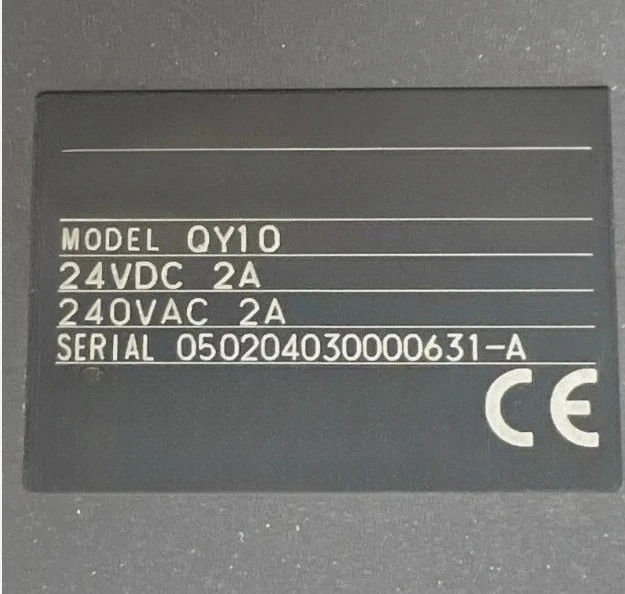 MODEL QY10
24VDC 2A
240VAC 2A
SERIAL 050204030000631-A
CE